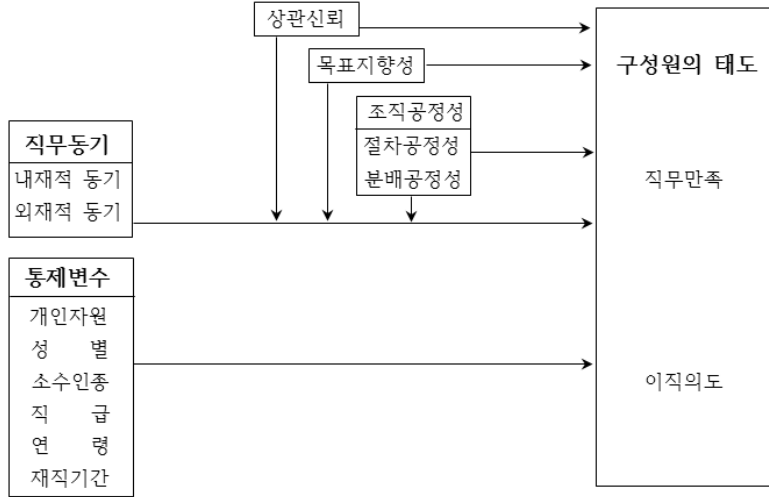 상관신뢰
목표지향성
구성원의 태도
조직공정성
절차공정성
분배공정성
직무동기
내재적 동기
외재적 동기
직무만족
통제변수
개인자원
성 별
소수인종
직 급
연 령
재직기간
이직의도